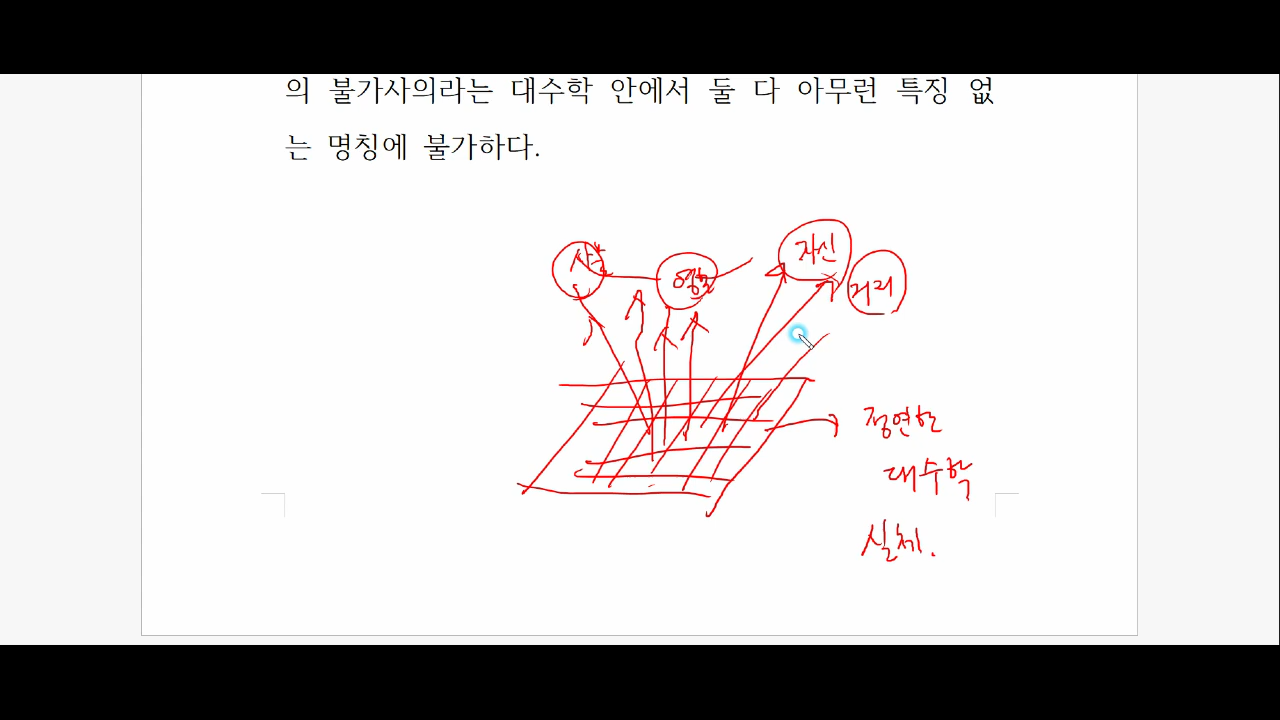 의 불가사의라는 대수학 안에서 둘 다 아무런 특징 없
는 명칭에 불가하다.
자신
거리
정연한
대수학
실체.